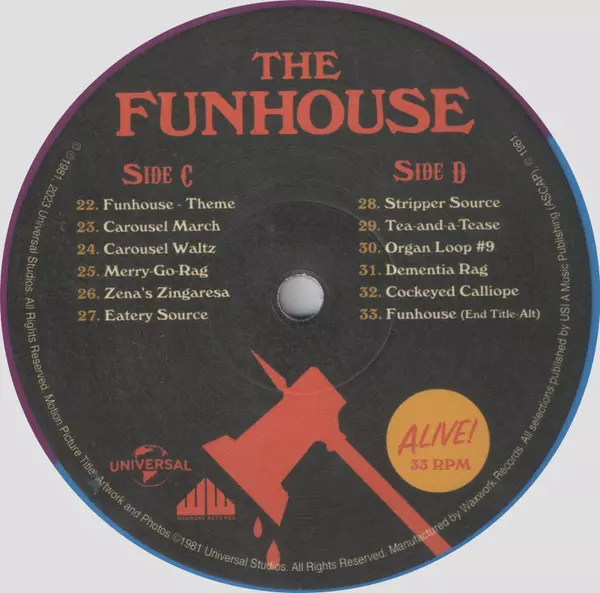 THE
FUNHOUSE
SIDE C
22. Funhouse - Theme
23. Carousel March
24. Carousel Waltz
25. Merry-Go-Rag
26. Zena's Zingaresa
27. Eatery Source
SIDE D
28. Stripper Source
29. Tea-and-a-Tease
30. Organ Loop #9
31. Dementia Rag
32. Cockeyed Calliope
33. Funhouse (End Title-Alt)
ALIVE!
33 RPM
UNIVERSAL
WAXWORK RECORDS
℗©1981, 2023 Universal Studios. All Rights Reserved. Motion Picture Title, Artwork and Photos ©1981 Universal Studios. All Rights Reserved. Manufactured by Waxwork Records. All selections published by USI A Music Publishing (ASCAP), © 1981